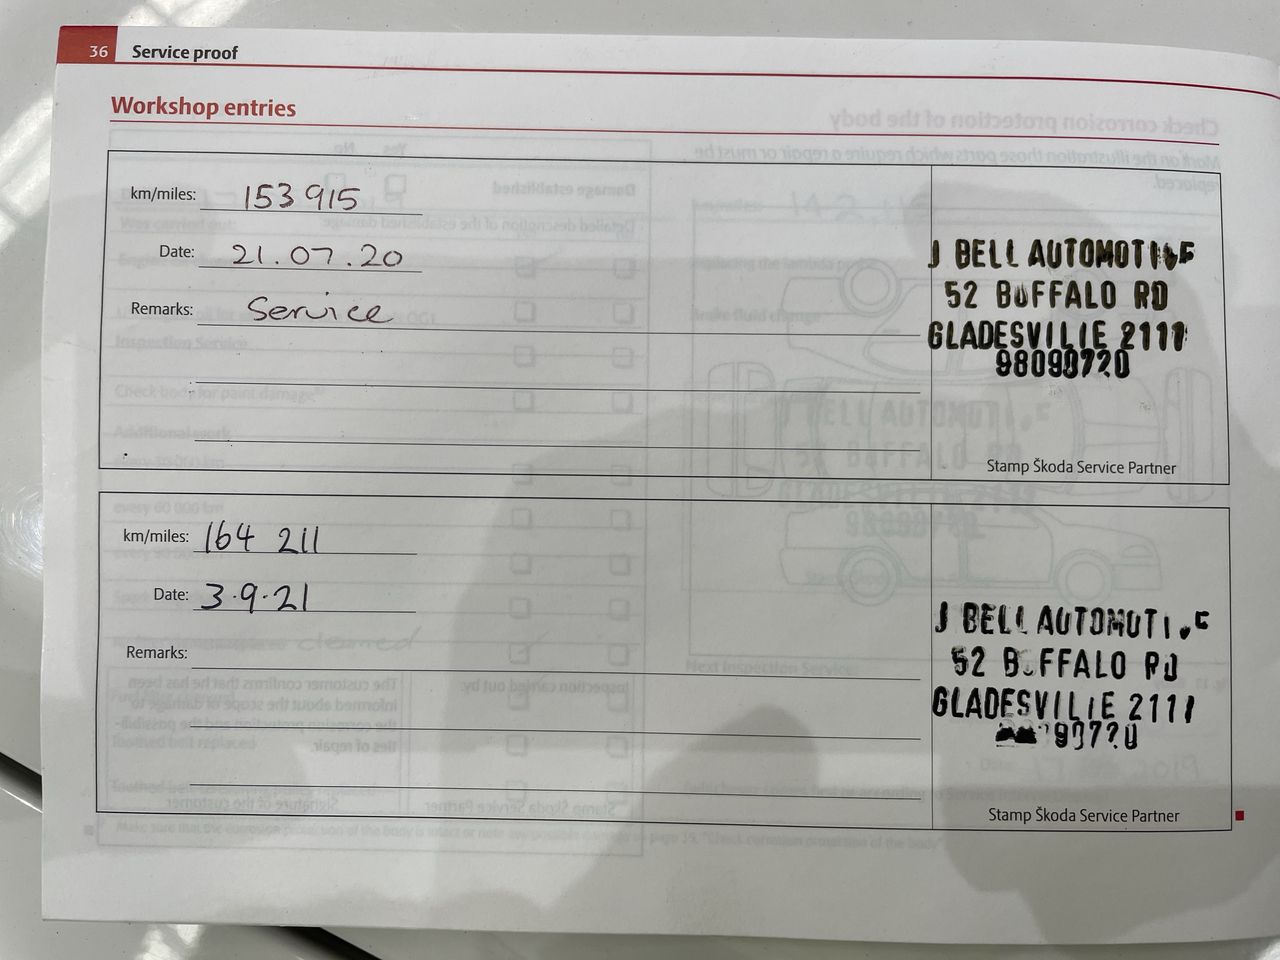 36 Service proof
Workshop entries
km/miles: 153 915
Date: 21.07.20
Remarks: Service
J BELL AUTOMOTIVE
52 BUFFALO RD
GLADESVILLE 2111
98090720
Stamp Škoda Service Partner
km/miles: 164 211
Date: 3.9.21
Remarks:
J BELL AUTOMOTIVE
52 BUFFALO RD
GLADESVILLE 2111
Stamp Škoda Service Partner